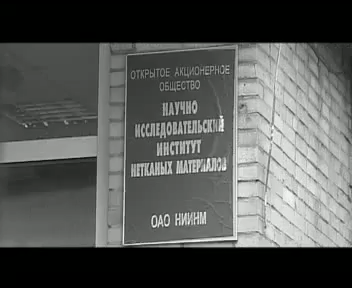 ОТКРЫТОЕ АКЦИОНЕРНОЕ
ОБЩЕСТВО
НАУЧНО
ИССЛЕДОВАТЕЛЬСКИЙ
ИНСТИТУТ
НЕТКАНЫХ МАТЕРИАЛОВ
ОАО НИИНМ